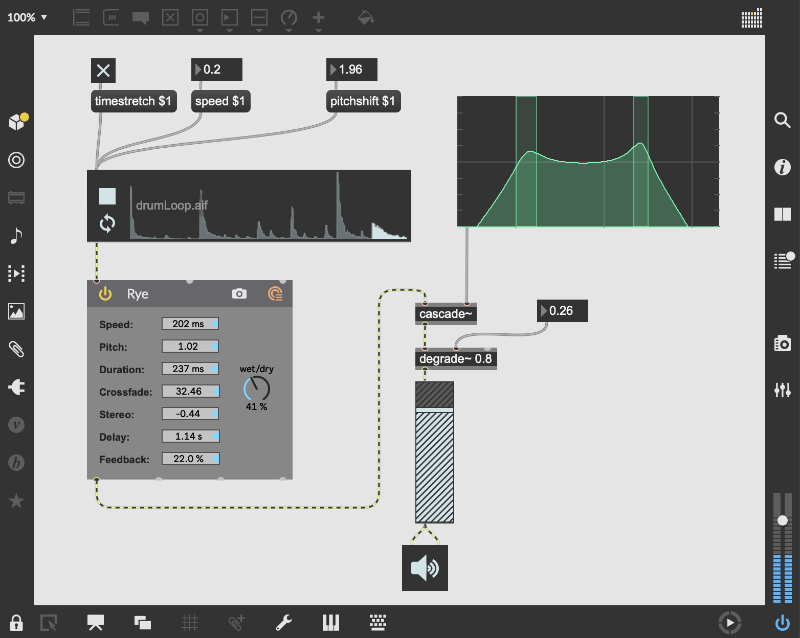 100%
0.2
1.96
timestretch $1
speed $1
pitchshift $1
drumLoop.aif
Rye
Speed: 202 ms
Pitch: 1.02
Duration: 237 ms
Crossfade: 32.46
Stereo: -0.44
Delay: 1.14 s
Feedback: 22.0 %
wet/dry
41 %
cascade~
0.26
degrade~ 0.8